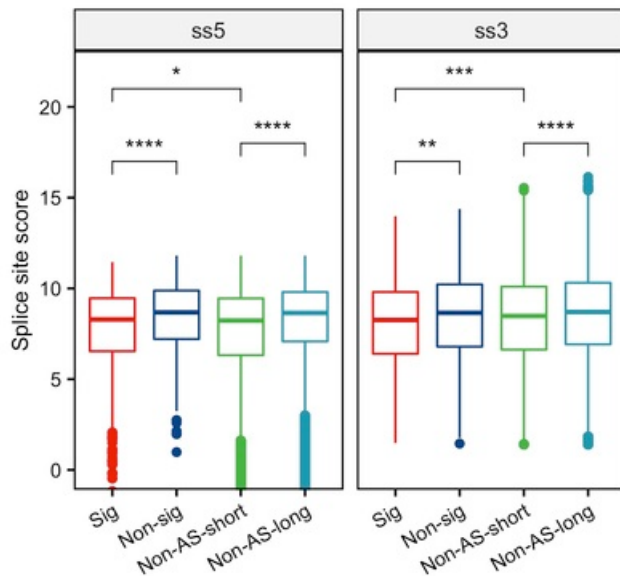 ss5
ss3
Splice site score
20
15
10
5
0
*
****
****
***
**
****
Sig
Non-sig
Non-AS-short
Non-AS-long
Sig
Non-sig
Non-AS-short
Non-AS-long